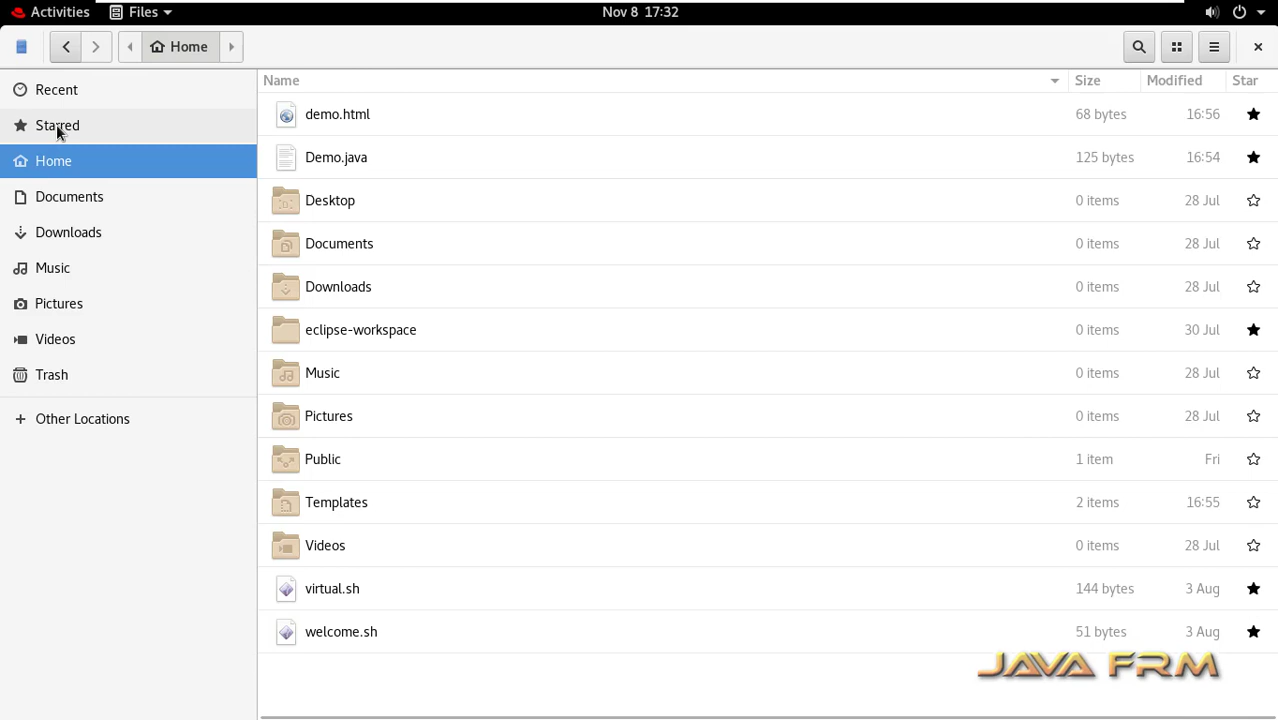 Activities Files Nov 8 17:32
Home
Recent
Starred
Home
Documents
Downloads
Music
Pictures
Videos
Trash
Other Locations
Name Size Modified Star
demo.html 68 bytes 16:56
Demo.java 125 bytes 16:54
Desktop 0 items 28 Jul
Documents 0 items 28 Jul
Downloads 0 items 28 Jul
eclipse-workspace 0 items 30 Jul
Music 0 items 28 Jul
Pictures 0 items 28 Jul
Public 1 item Fri
Templates 2 items 16:55
Videos 0 items 28 Jul
virtual.sh 144 bytes 3 Aug
welcome.sh 51 bytes 3 Aug
JAVA FRM